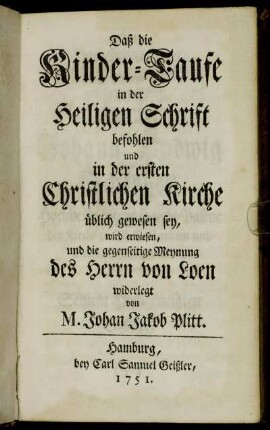 Daß die
Kinder-Taufe
in der
Heiligen Schrift
befohlen
und
in der ersten
Christlichen Kirche
üblich gewesen sey,
wird erwiesen,
und die gegenseitige Meynung
des Herrn von Loen
widerlegt
von
M. Johan Jakob Plitt.
Hamburg,
bey Carl Samuel Geißler,
1751.